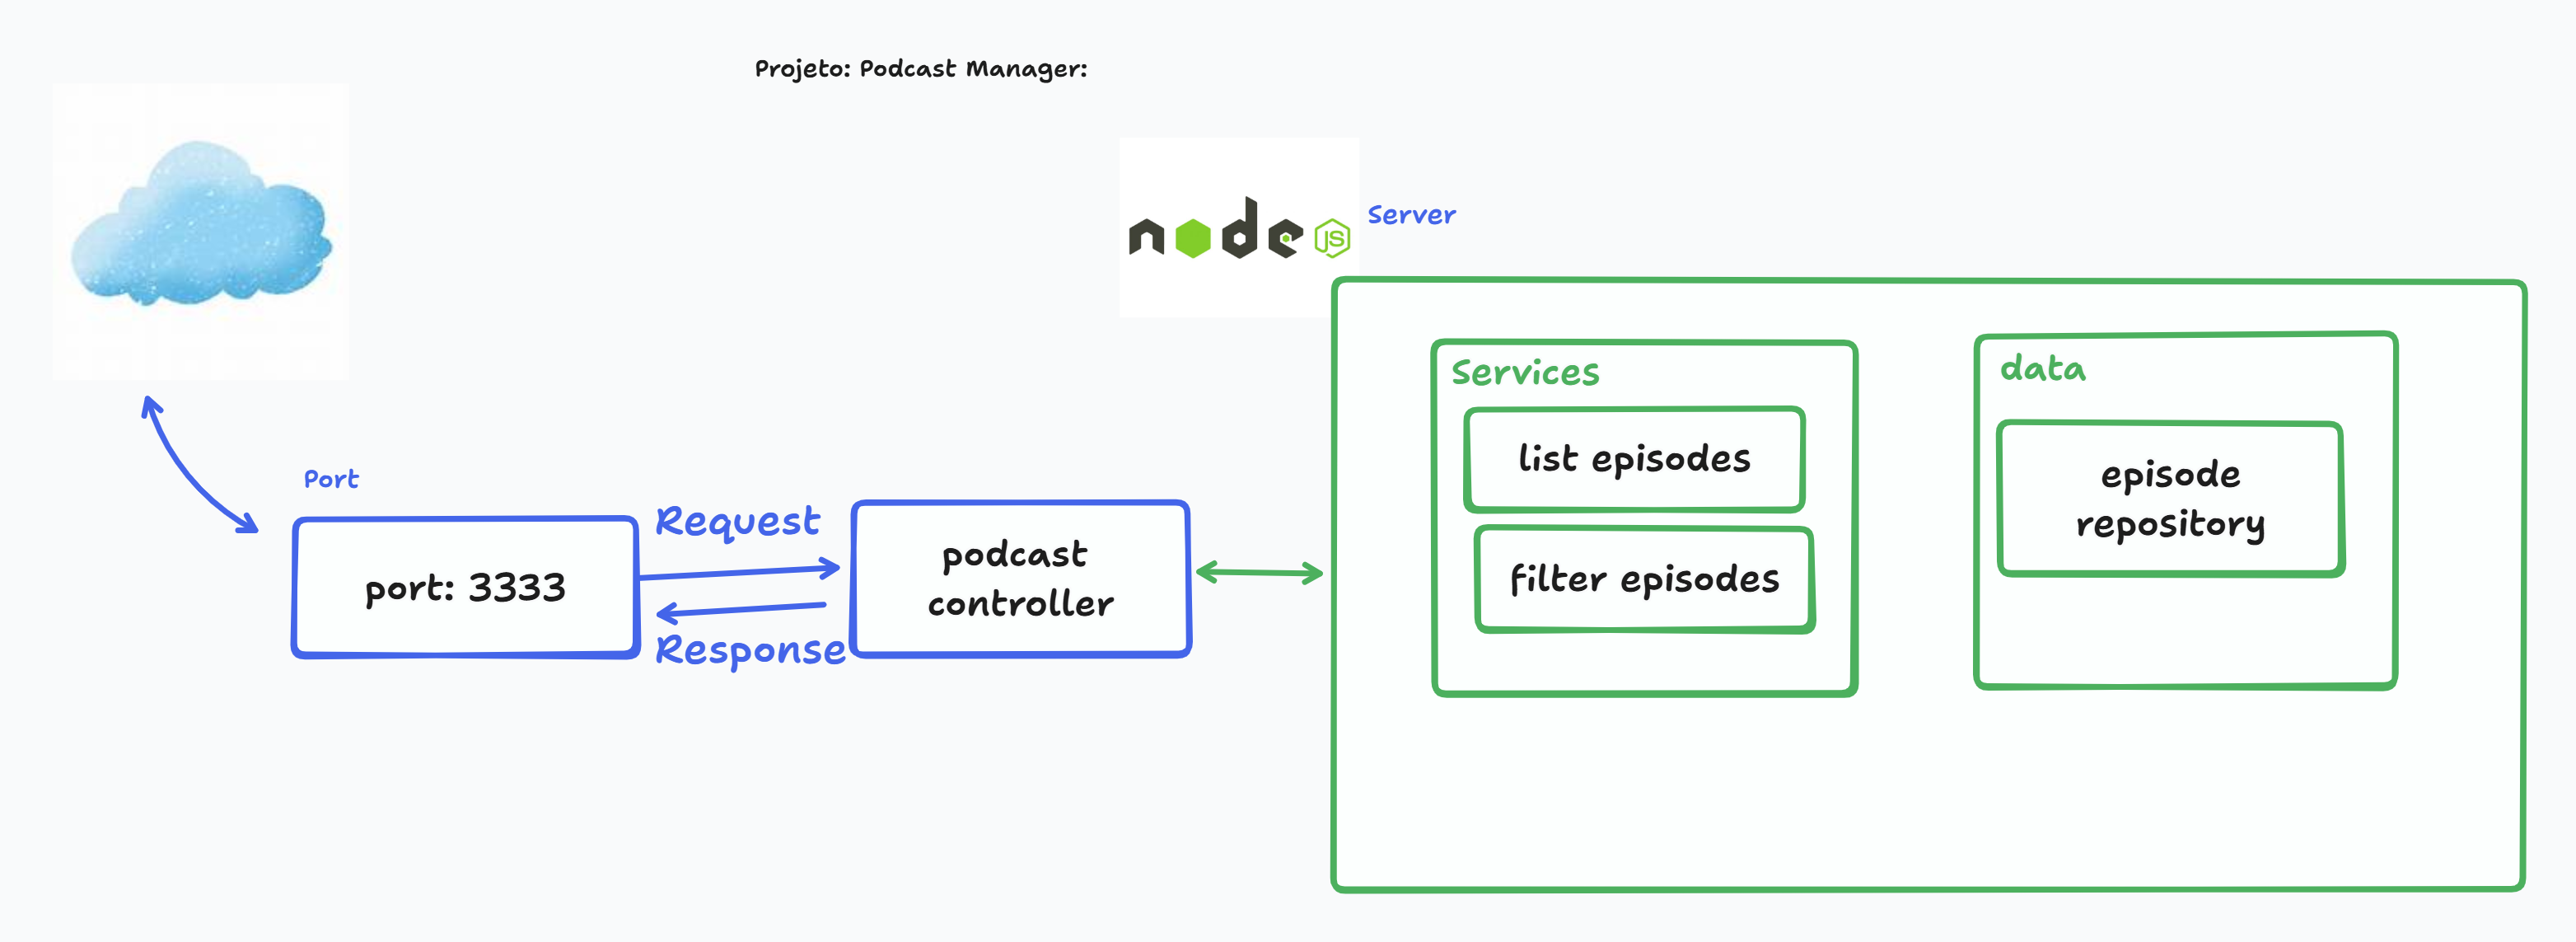 Projeto: Podcast Manager:
node JS
Server
Services
list episodes
filter episodes
data
episode
repository
Port
port: 3333
Request
Response
podcast
controller